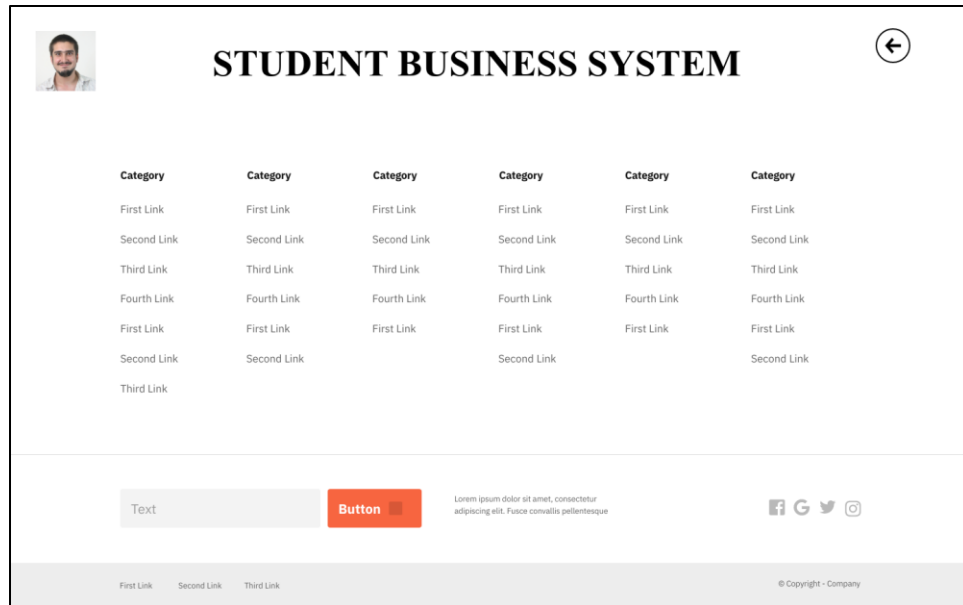 STUDENT BUSINESS SYSTEM
Category Category Category Category Category Category
First Link First Link First Link First Link First Link First Link
Second Link Second Link Second Link Second Link Second Link Second Link
Third Link Third Link Third Link Third Link Third Link Third Link
Fourth Link Fourth Link Fourth Link Fourth Link Fourth Link Fourth Link
First Link First Link First Link First Link First Link First Link
Second Link Second Link Second Link Second Link
Third Link
Text
Button
Lorem ipsum dolor sit amet, consectetur
adipiscing elit. Fusce convallis pellentesque
First Link Second Link Third Link
© Copyright - Company